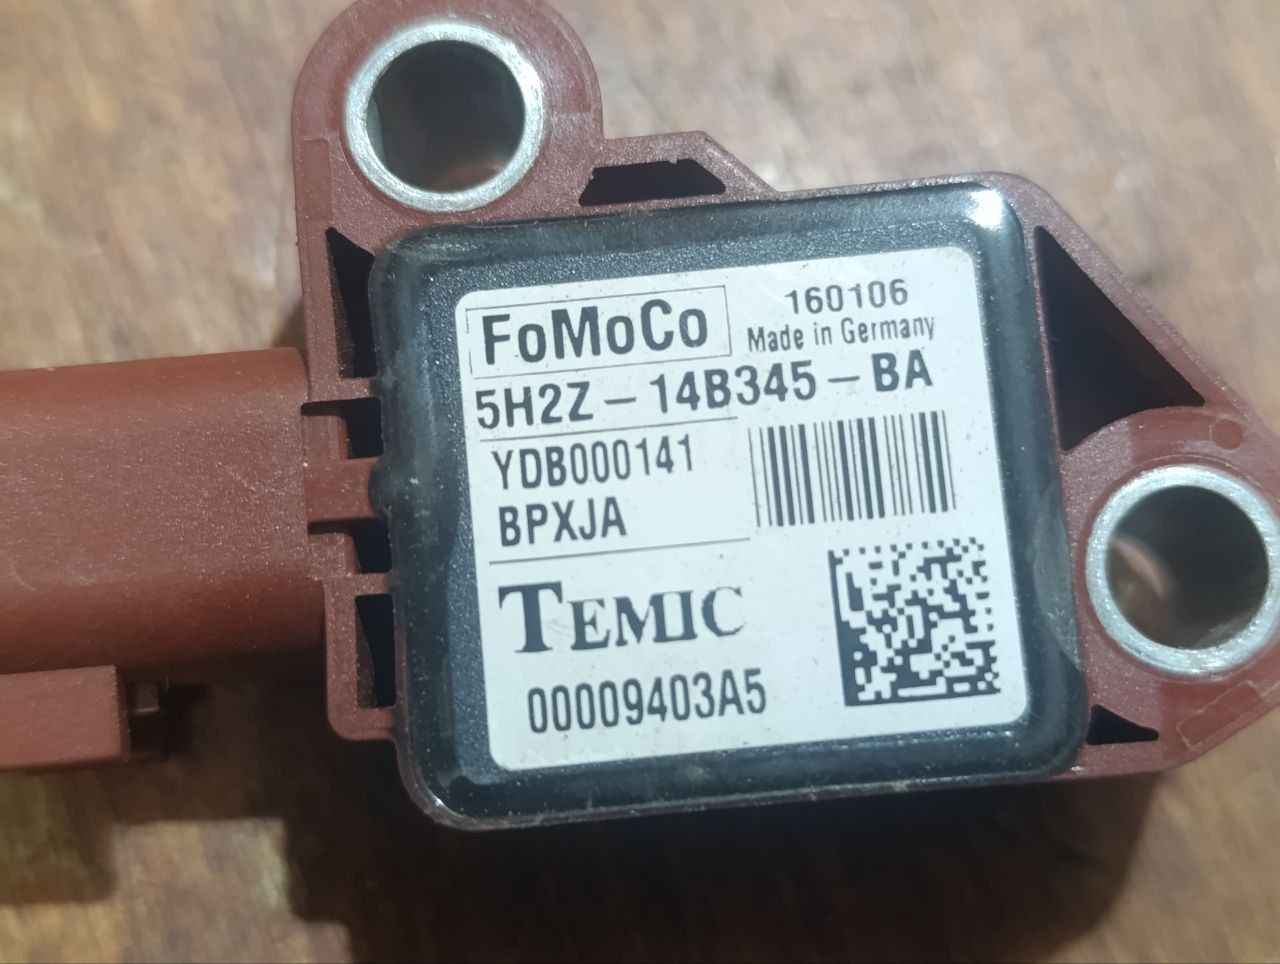 FoMoCo
160106
Made in Germany
5H2Z-14B345-BA
YDB000141
BPXJA
TEMIC
00009403A5